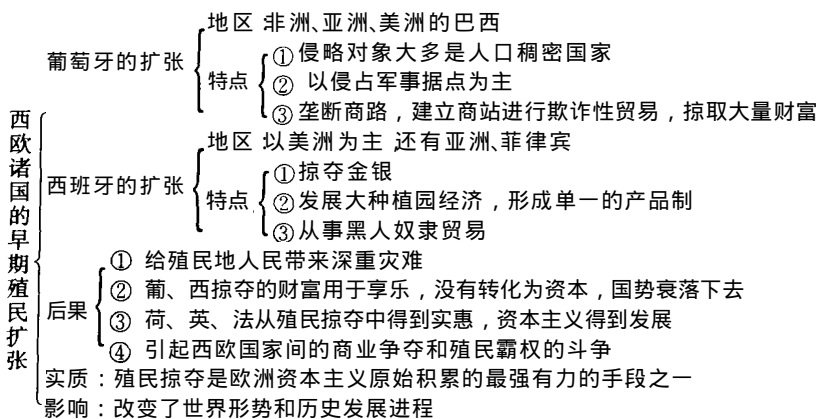 葡萄牙的扩张
地区:非洲、亚洲、美洲的巴西
特点
①侵略对象大多是人口稠密国家
② 以侵占军事据点为主
③垄断商路，建立商站进行欺诈性贸易，掠取大量财富
西欧诸国的早期殖民扩张
西班牙的扩张
地区 以美洲为主,还有亚洲、菲律宾
特点
①掠夺金银
②发展大种植园经济，形成单一的产品制
③从事黑人奴隶贸易
后果
① 给殖民地人民带来深重灾难
② 葡、西掠夺的财富用于享乐，没有转化为资本，国势衰落下去
③ 荷、英、法从殖民掠夺中得到实惠，资本主义得到发展
④ 引起西欧国家间的商业争夺和殖民霸权的斗争
实质：殖民掠夺是欧洲资本主义原始积累的最强有力的手段之一
影响：改变了世界形势和历史发展进程